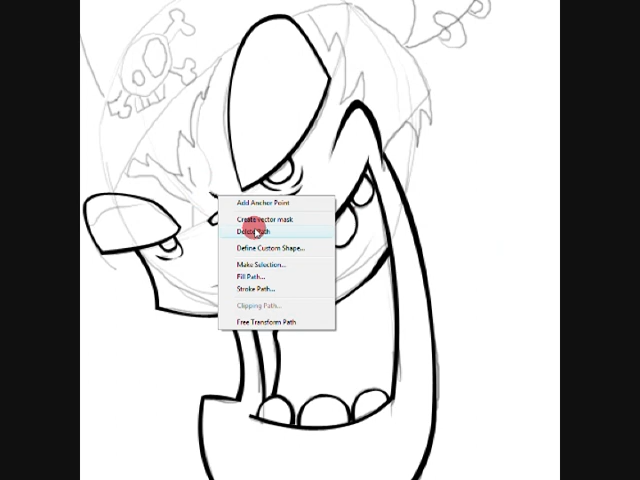 Add Anchor Point
Create vector mask
Delete Path
Define Custom Shape...
Make Selection...
Fill Path...
Stroke Path...
Clipping Path...
Free Transform Path